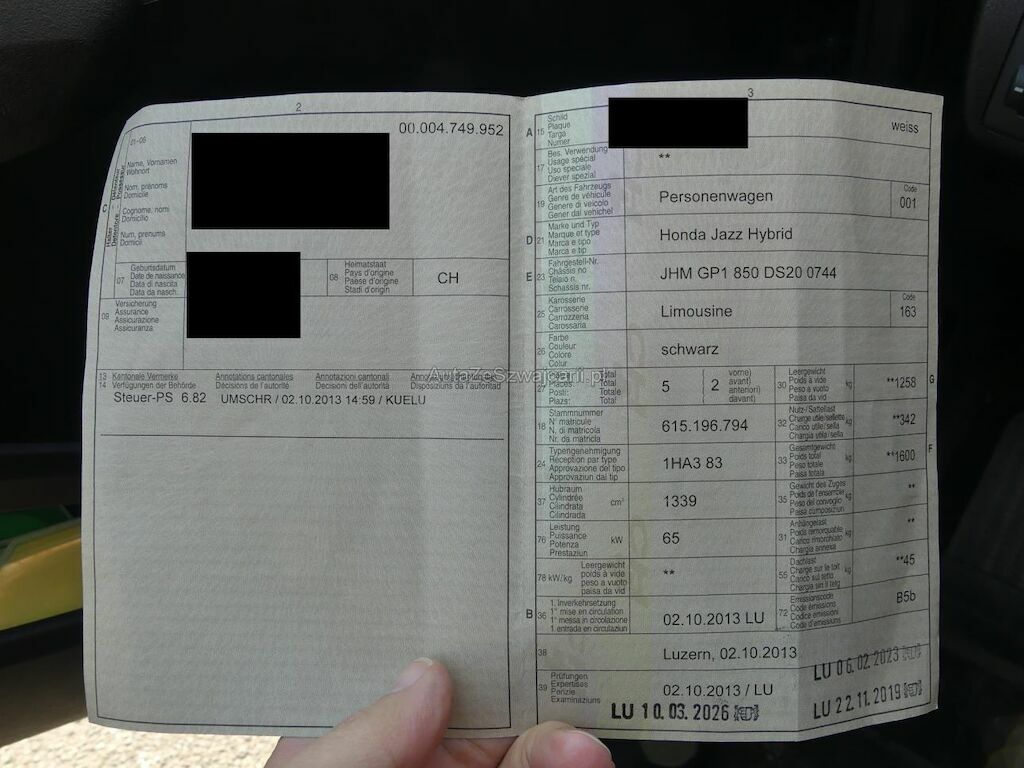 2
00.004.749.952
01-06
C
Halter
Name, Vornamen
Wohnort
Nom, prénoms
Domicile
Cognome, nomi
Domicilio
Num, prenums
Domicil
07
Geburtsdatum
Date de naissance
Data di nascita
Data da nasch.
08
Heimatstaat
Pays d'origine
Paese d'origine
Stadi d'origin
CH
09
Versicherung
Assurance
Assicurazione
Assicuranza
13 Kantonale Vermerke Annotations cantonales Annotazioni cantonali
14 Verfügungen der Behörde Décisions de l'autorité Decisioni dell'autorità Disposiziuns da l'autoritad
Steuer-PS 6.82 UMSCHR / 02.10.2013 14:59 / KUELU
AutazeSzwajcarii.pl
3
A 15
Schild
Plaque
Targa
Numer
weiss
17
Bes. Verwendung
Usage spécial
Uso speciale
Diever spezial
**
19
Art des Fahrzeugs
Genre de véhicule
Genere di veicolo
Gener dal vehichel
Personenwagen
Code
001
D 21
Marke und Typ
Marque et type
Marca e tipo
Marca e tip
Honda Jazz Hybrid
E 23
Fahrgestell-Nr.
Châssis no
Telaio n.
Schassis nr.
JHM GP1 850 DS20 0744
25
Karosserie
Carrosserie
Carrozzeria
Carossaria
Limousine
Code
163
26
Farbe
Couleur
Colore
Colur
schwarz
27
Places: Total
Posti: Totale
Plazs: Total
5
2
vorne)
avant)
anteriori)
davant)
30
Leergewicht
Poids à vide
Peso a vuoto
Paisa vid
kg
**1258
G
18
Stammnummer
N° matricule
N. di matricola
Nr. da matricla
615.196.794
32
Nutz-/ Sattellast
Charge utile/sellette
Carico utile/sella
Chargia utila/sella
kg
**342
24
Typengenehmigung
Réception par type
Approvazione del tipo
Approvaziun dal tip
1HA3 83
33
Gesamtgewicht
Poids total
Peso totale
Paisa totala
kg
**1600
F
37
Hubraum
Cylindrée
Cilindrata
Cilindrada
cm³
1339
35
Gewicht des Zuges
Poids de l'ensemble
Peso del convoglio
Paisa cumposiziun
kg
**
76
Leistung
Puissance
Potenza
Prestaziun
kW
65
31
Anhängelast
Poids remorquable
Carico rimorchiato
Chargia annexa
kg
**
78 kW/kg
Leergewicht
poids à vide
peso a vuoto
paisa da vid
**
55
Dachlast
Charge sur le toit
Carico sul tetto
Chargia sin il tetg
kg
**45
B 36
1. Inverkehrsetzung
1re mise en circulation
1a messa in circolazione
1. entrada en circulaziun
02.10.2013 LU
72
Emissionscode
Code émissions
Codice emissioni
Code d'emissiuns
B5b
38
Luzern, 02.10.2013
39
Prüfungen
Expertises
Perizie
Examinaziuns
02.10.2013 / LU
LU 06.02.2023
LU 10.03.2026
LU 22.11.2019